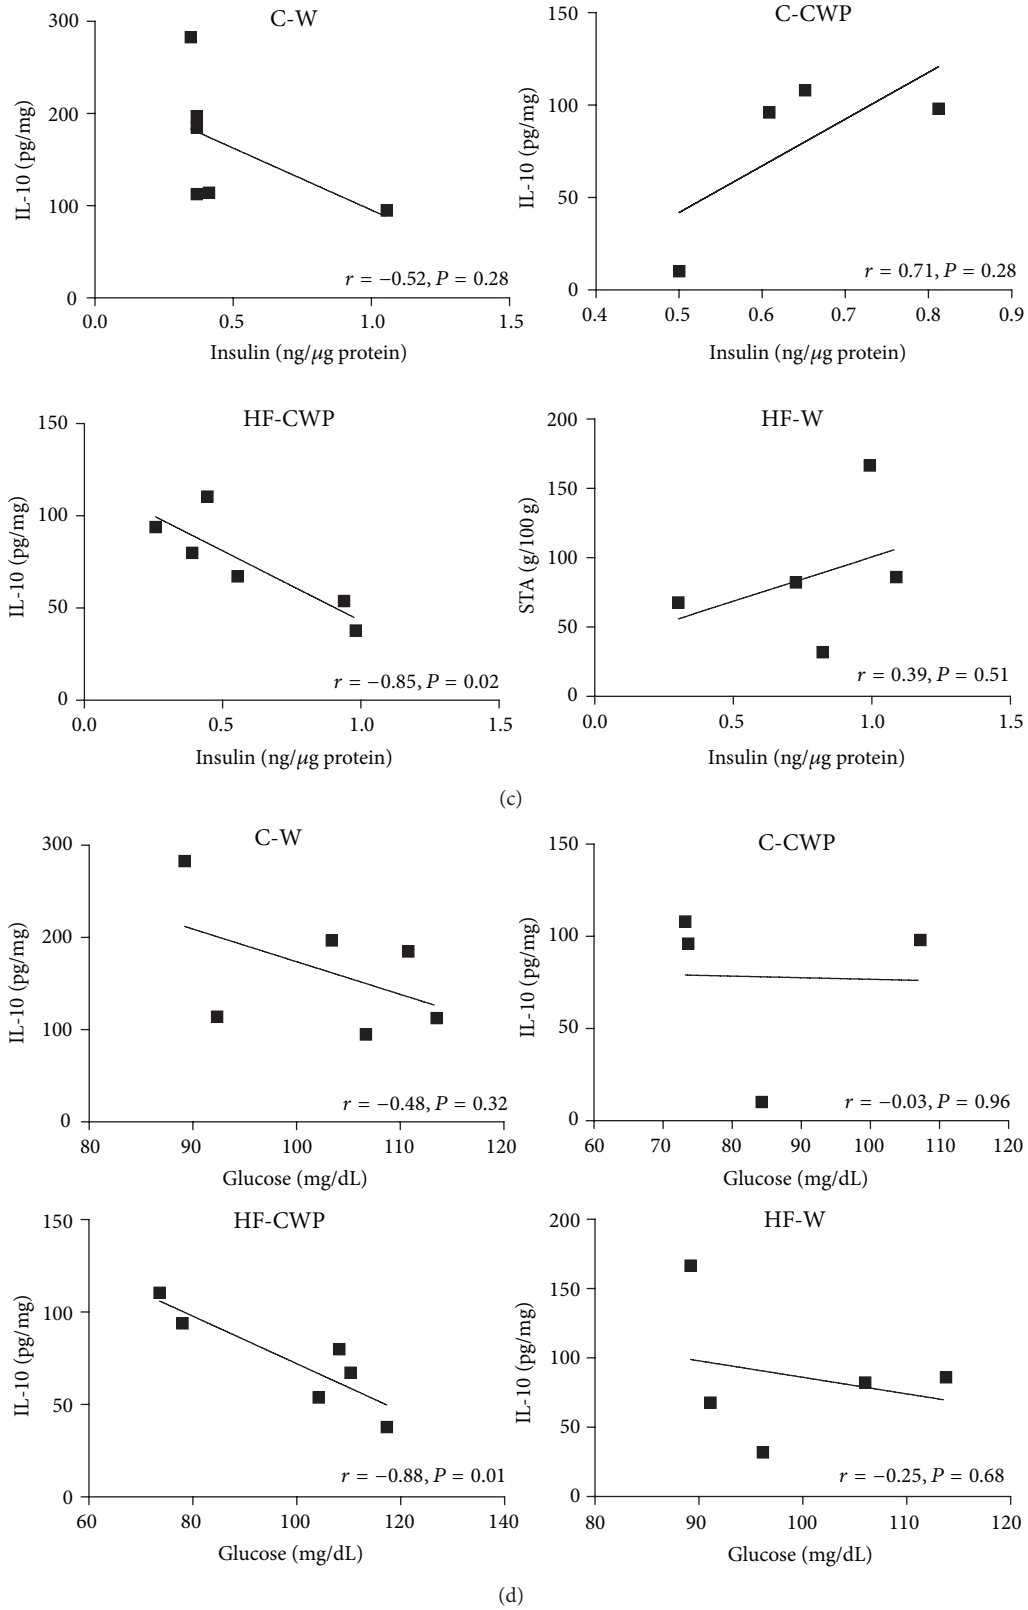 C-W
300
200
100
0
IL-10 (pg/mg)
r = −0.52, P = 0.28
0.0 0.5 1.0 1.5
Insulin (ng/μg protein)
C-CWP
150
100
50
0
IL-10 (pg/mg)
r = 0.71, P = 0.28
0.4 0.5 0.6 0.7 0.8 0.9
Insulin (ng/μg protein)
HF-CWP
150
100
50
0
IL-10 (pg/mg)
r = −0.85, P = 0.02
0.0 0.5 1.0 1.5
Insulin (ng/μg protein)
HF-W
200
150
100
50
0
STA (g/100 g)
r = 0.39, P = 0.51
0.0 0.5 1.0 1.5
Insulin (ng/μg protein)
(c)
C-W
300
200
100
0
IL-10 (pg/mg)
r = −0.48, P = 0.32
80 90 100 110 120
Glucose (mg/dL)
C-CWP
150
100
50
0
IL-10 (pg/mg)
r = −0.03, P = 0.96
60 70 80 90 100 110 120
Glucose (mg/dL)
HF-CWP
150
100
50
0
IL-10 (pg/mg)
r = −0.88, P = 0.01
60 80 100 120 140
Glucose (mg/dL)
HF-W
200
150
100
50
0
IL-10 (pg/mg)
r = −0.25, P = 0.68
80 90 100 110 120
Glucose (mg/dL)
(d)